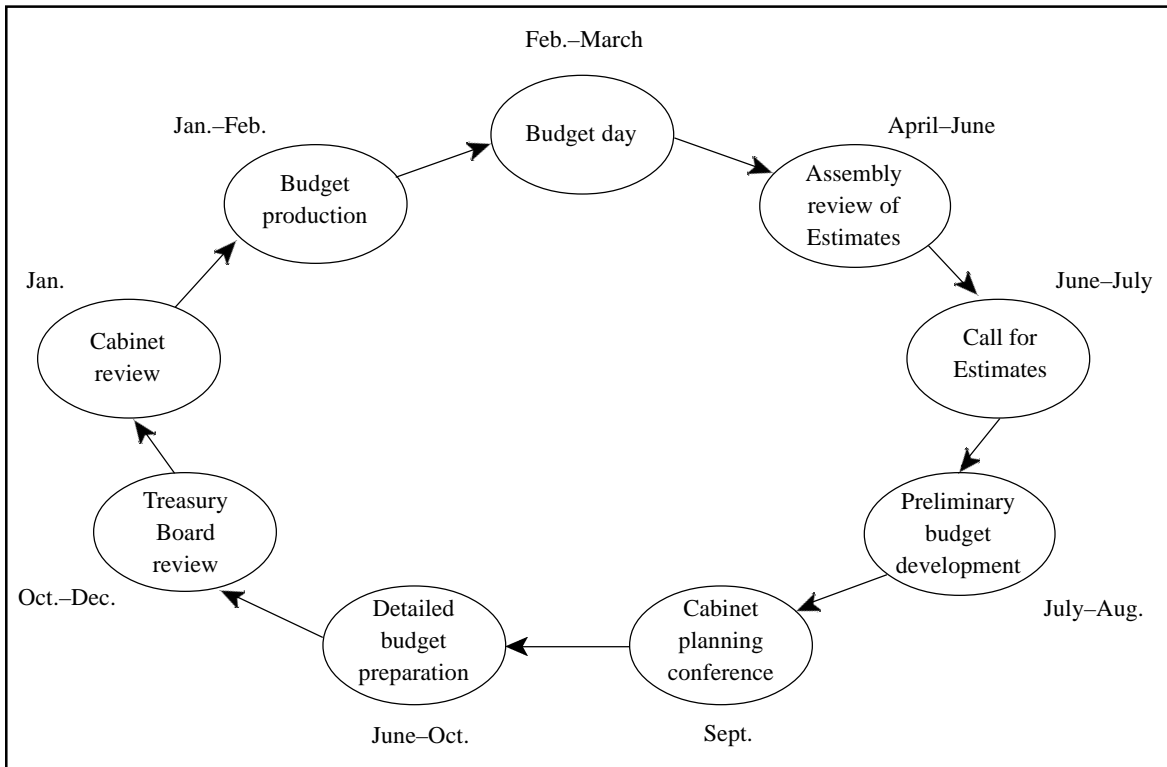 Feb.–March
Budget day
April–June
Assembly
review of
Estimates
June–July
Call for
Estimates
Preliminary
budget
development
July–Aug.
Cabinet
planning
conference
Sept.
Detailed
budget
preparation
June–Oct.
Treasury
Board
review
Oct.–Dec.
Jan.
Cabinet
review
Jan.–Feb.
Budget
production